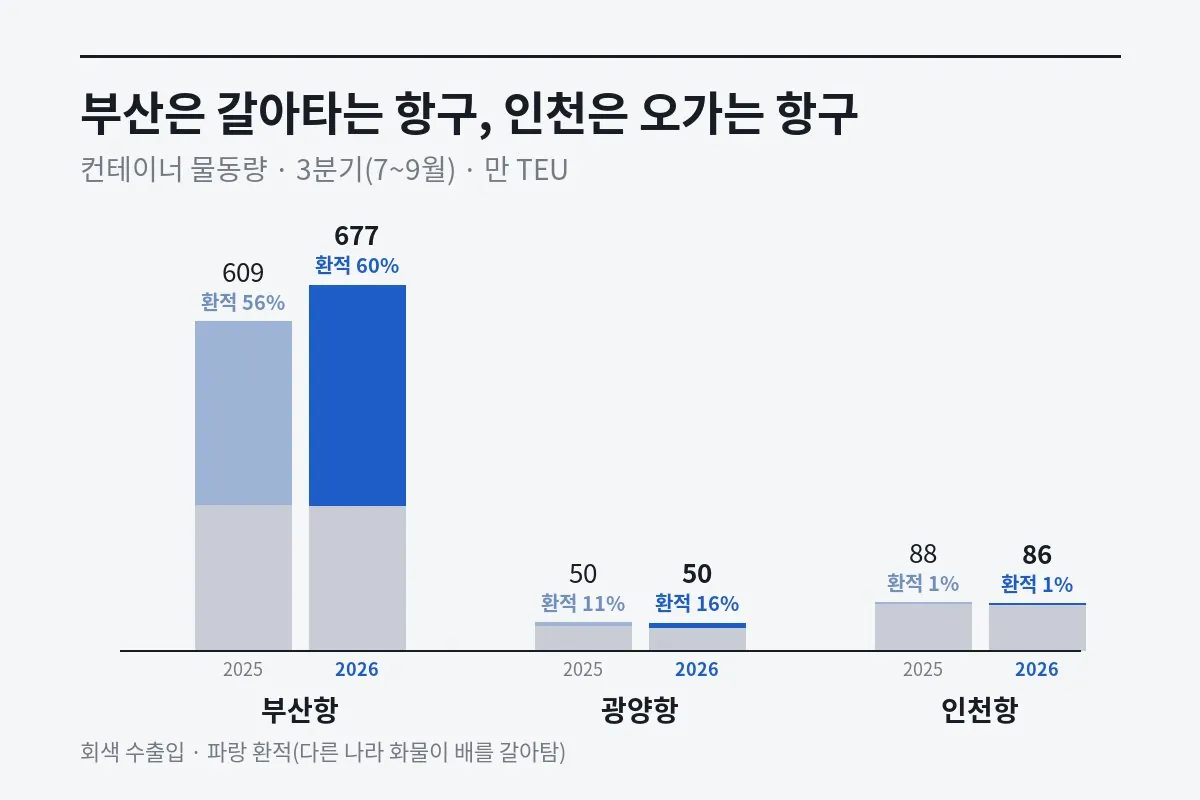 부산은 갈아타는 항구, 인천은 오가는 항구
컨테이너 물동량 · 3분기(7~9월) · 만 TEU
609
환적 56%
677
환적 60%
50
환적 11%
50
환적 16%
88
환적 1%
86
환적 1%
2025
2026
2025
2026
2025
2026
부산항
광양항
인천항
회색 수출입 · 파랑 환적(다른 나라 화물이 배를 갈아탐)